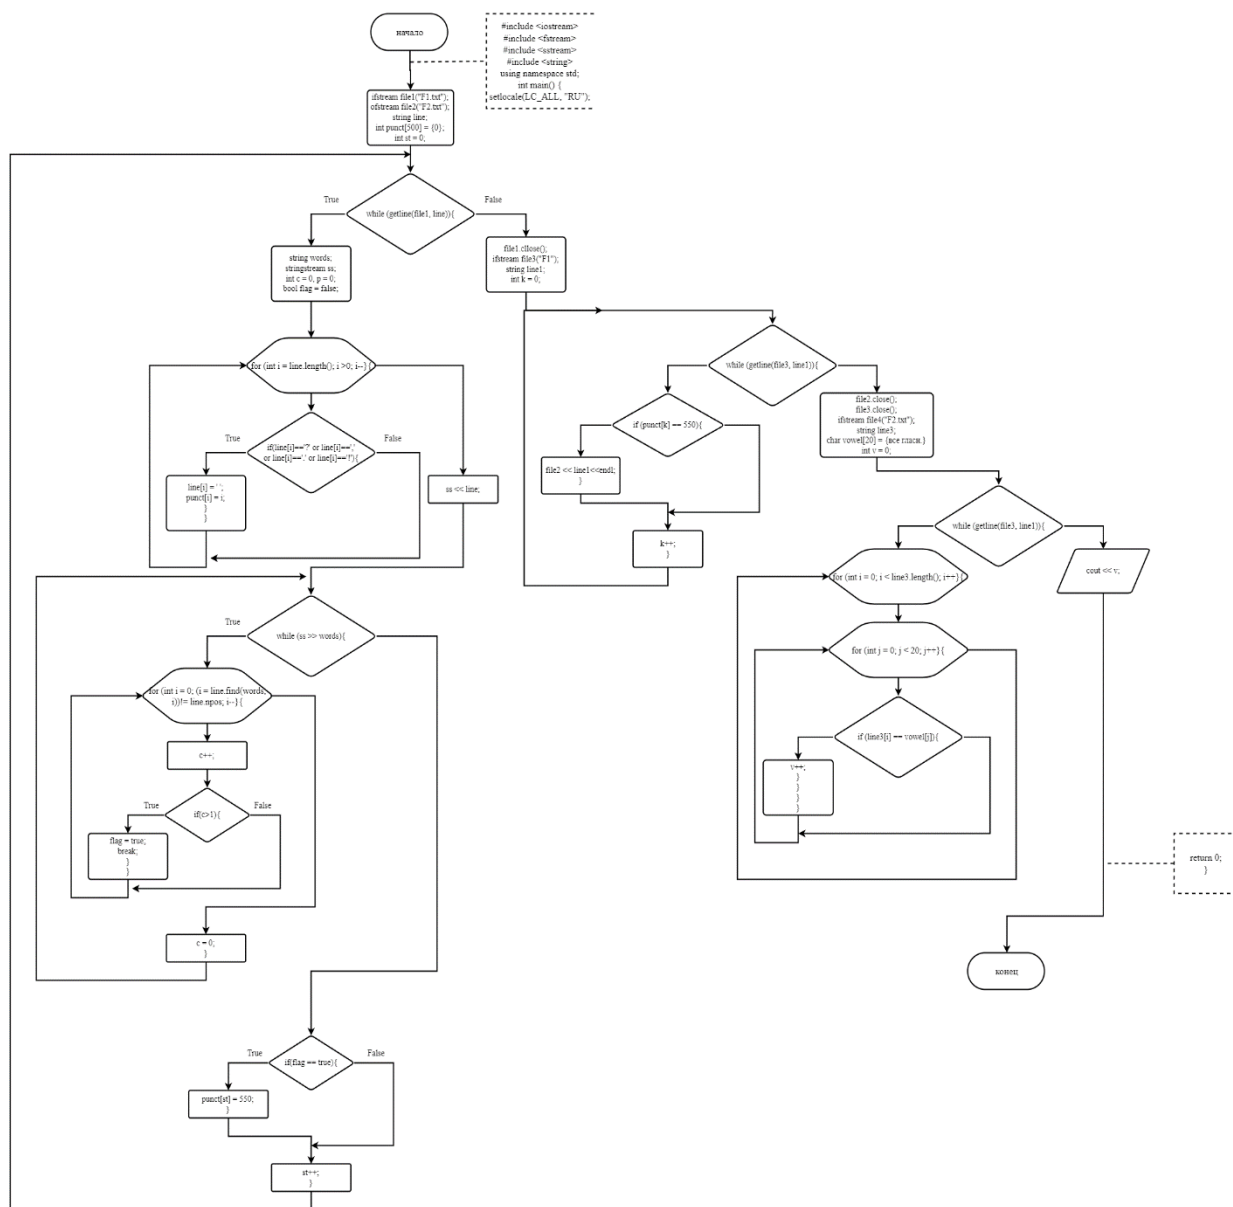 начало
#include <iostream>
#include <fstream>
#include <sstream>
#include <string>
using namespace std;
int main() {
setlocale(LC_ALL, "RU");
ifstream file1("F1.txt");
ofstream file2("F2.txt");
string line;
int punct[500] = {0};
int st = 0;
True
while (getline(file1, line)){
False
string words;
stringstream ss;
int c = 0, p = 0;
bool flag = false;
file1.cllose();
ifstream file3("F1");
string line1;
int k = 0;
for (int i = line.length(); i >0; i--){
True
if(line[i]=='?' or line[i]==','
or line[i]=='.' or line[i]=='!'){
False
line[i] = ' ';
punct[i] = i;
}
}
ss << line;
while (getline(file3, line1)){
if (punct[k] == 550){
file2 << line1<<endl;
}
k++;
}
file2.close();
file3.close();
ifstream file4("F2.txt");
string line3;
char vowel[20] = {все гласн.}
int v = 0;
while (getline(file3, line1)){
cout << v;
for (int i = 0; i < line3.length(); i++){
for (int j = 0; j < 20; j++){
if (line3[i] == vowel[j]){
v++;
}
}
}
}
True
while (ss >> words){
for (int i = 0; (i = line.find(words,
i))!= line.npos; i--){
c++;
True
if(c>1){
False
flag = true;
break;
}
}
c = 0;
}
return 0;
}
конец
True
if(flag == true){
False
punct[st] = 550;
}
st++;
}